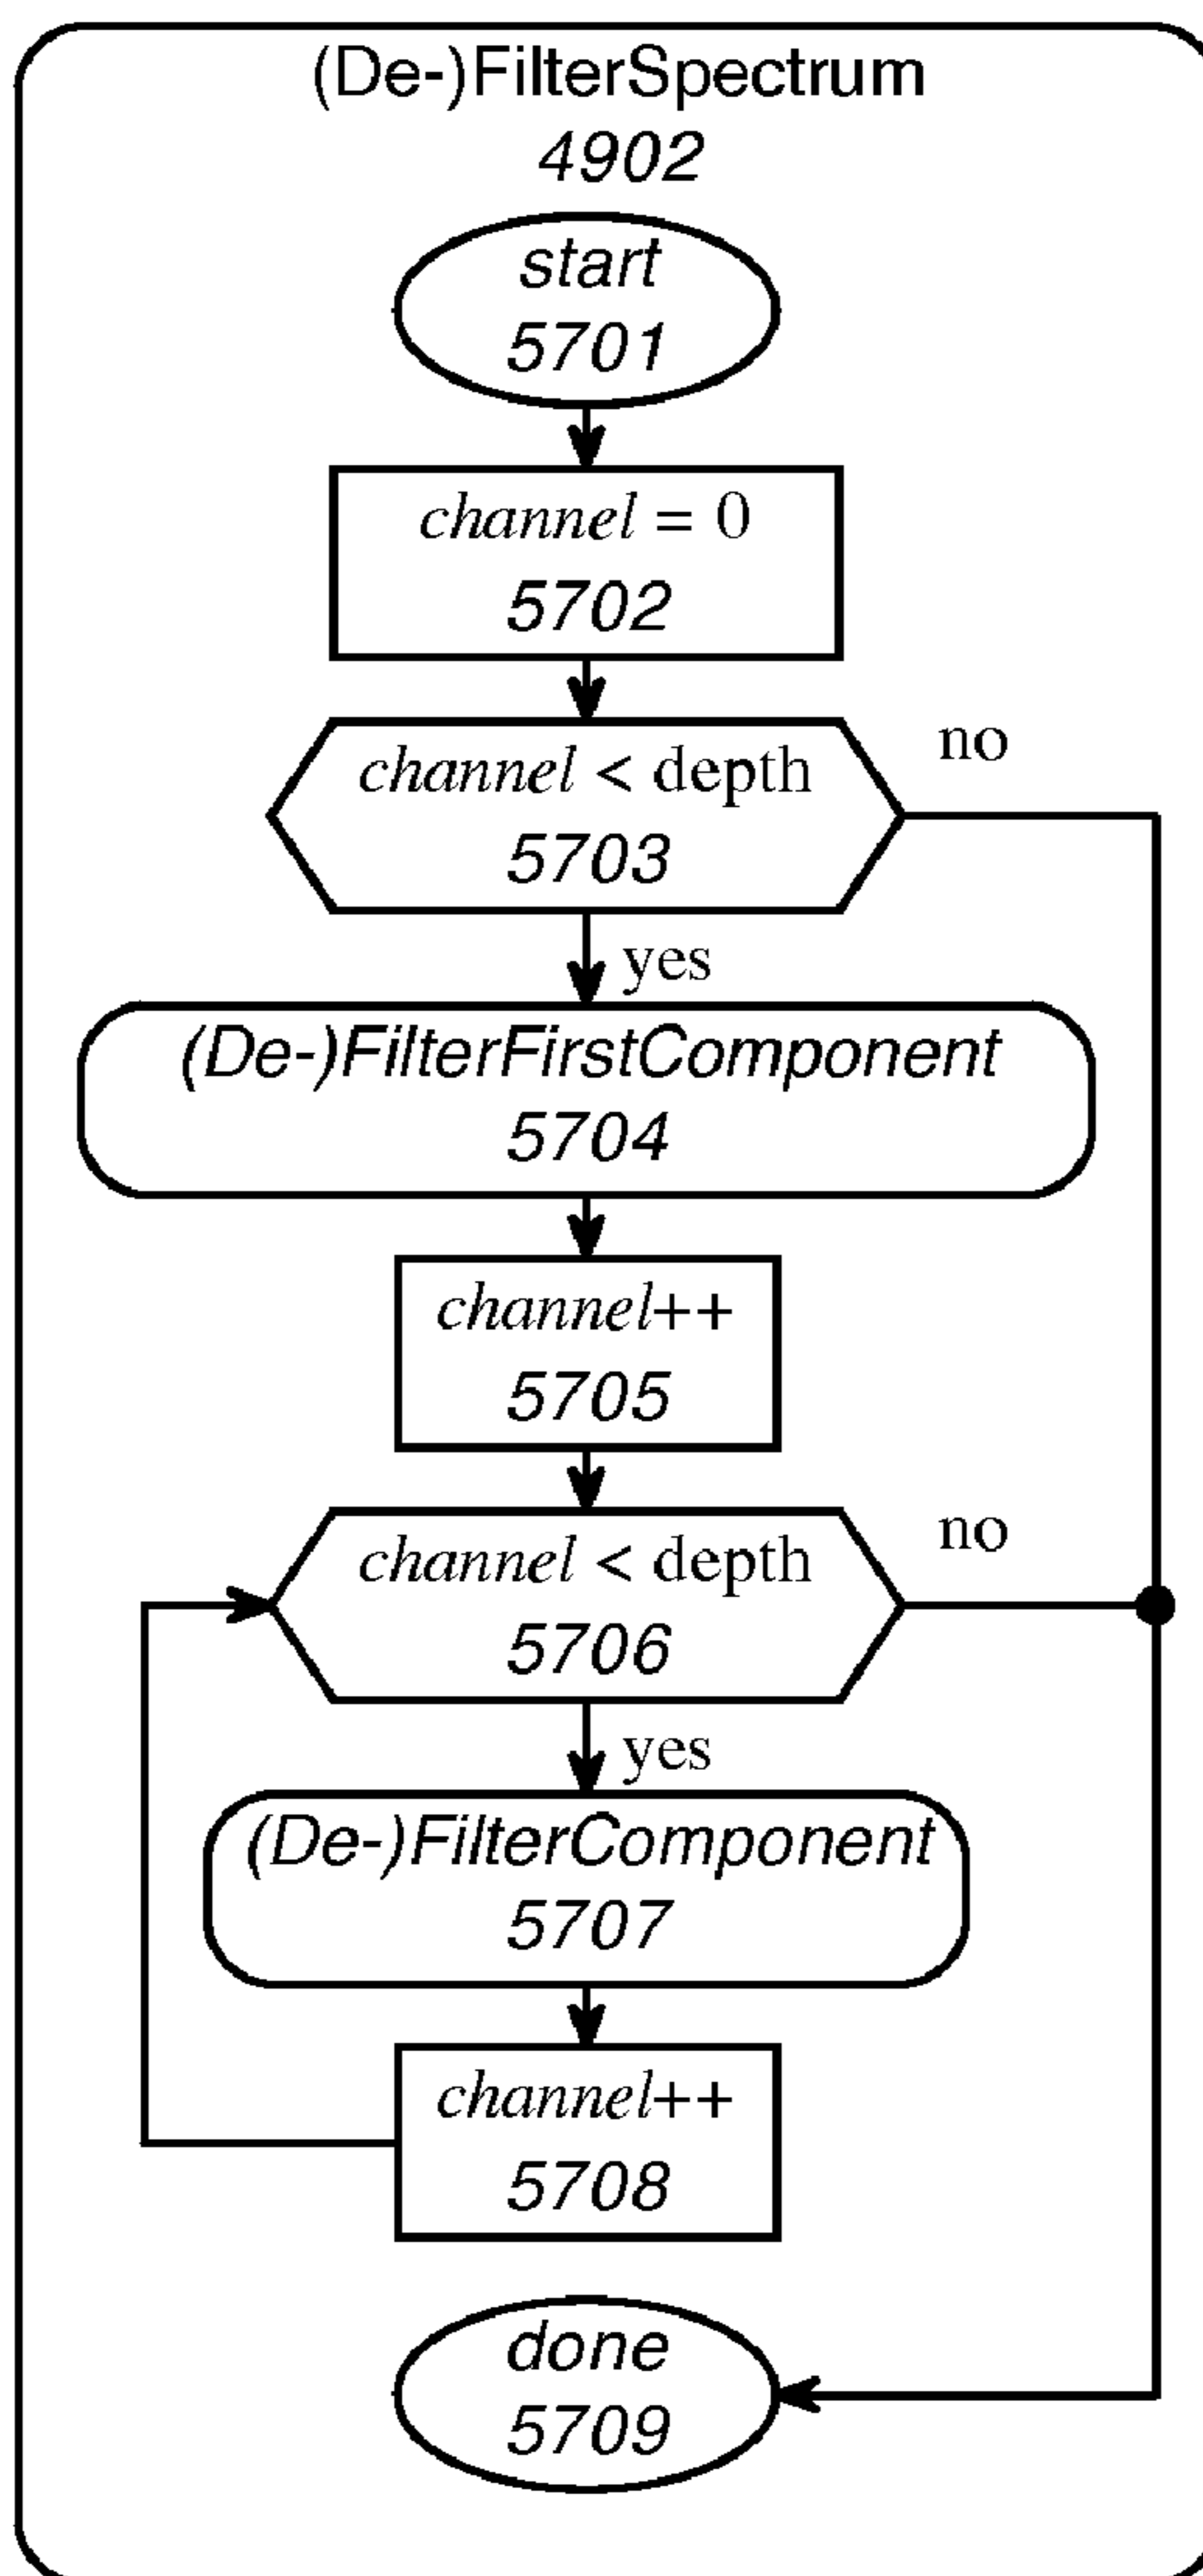 (De-)FilterSpectrum
4902
start
5701
channel = 0
5702
channel < depth
no
5703
yes
(De-)FilterFirstComponent
5704
channel++
5705
channel < depth
no
5706
yes
(De-)FilterComponent
5707
channel++
5708
done
5709